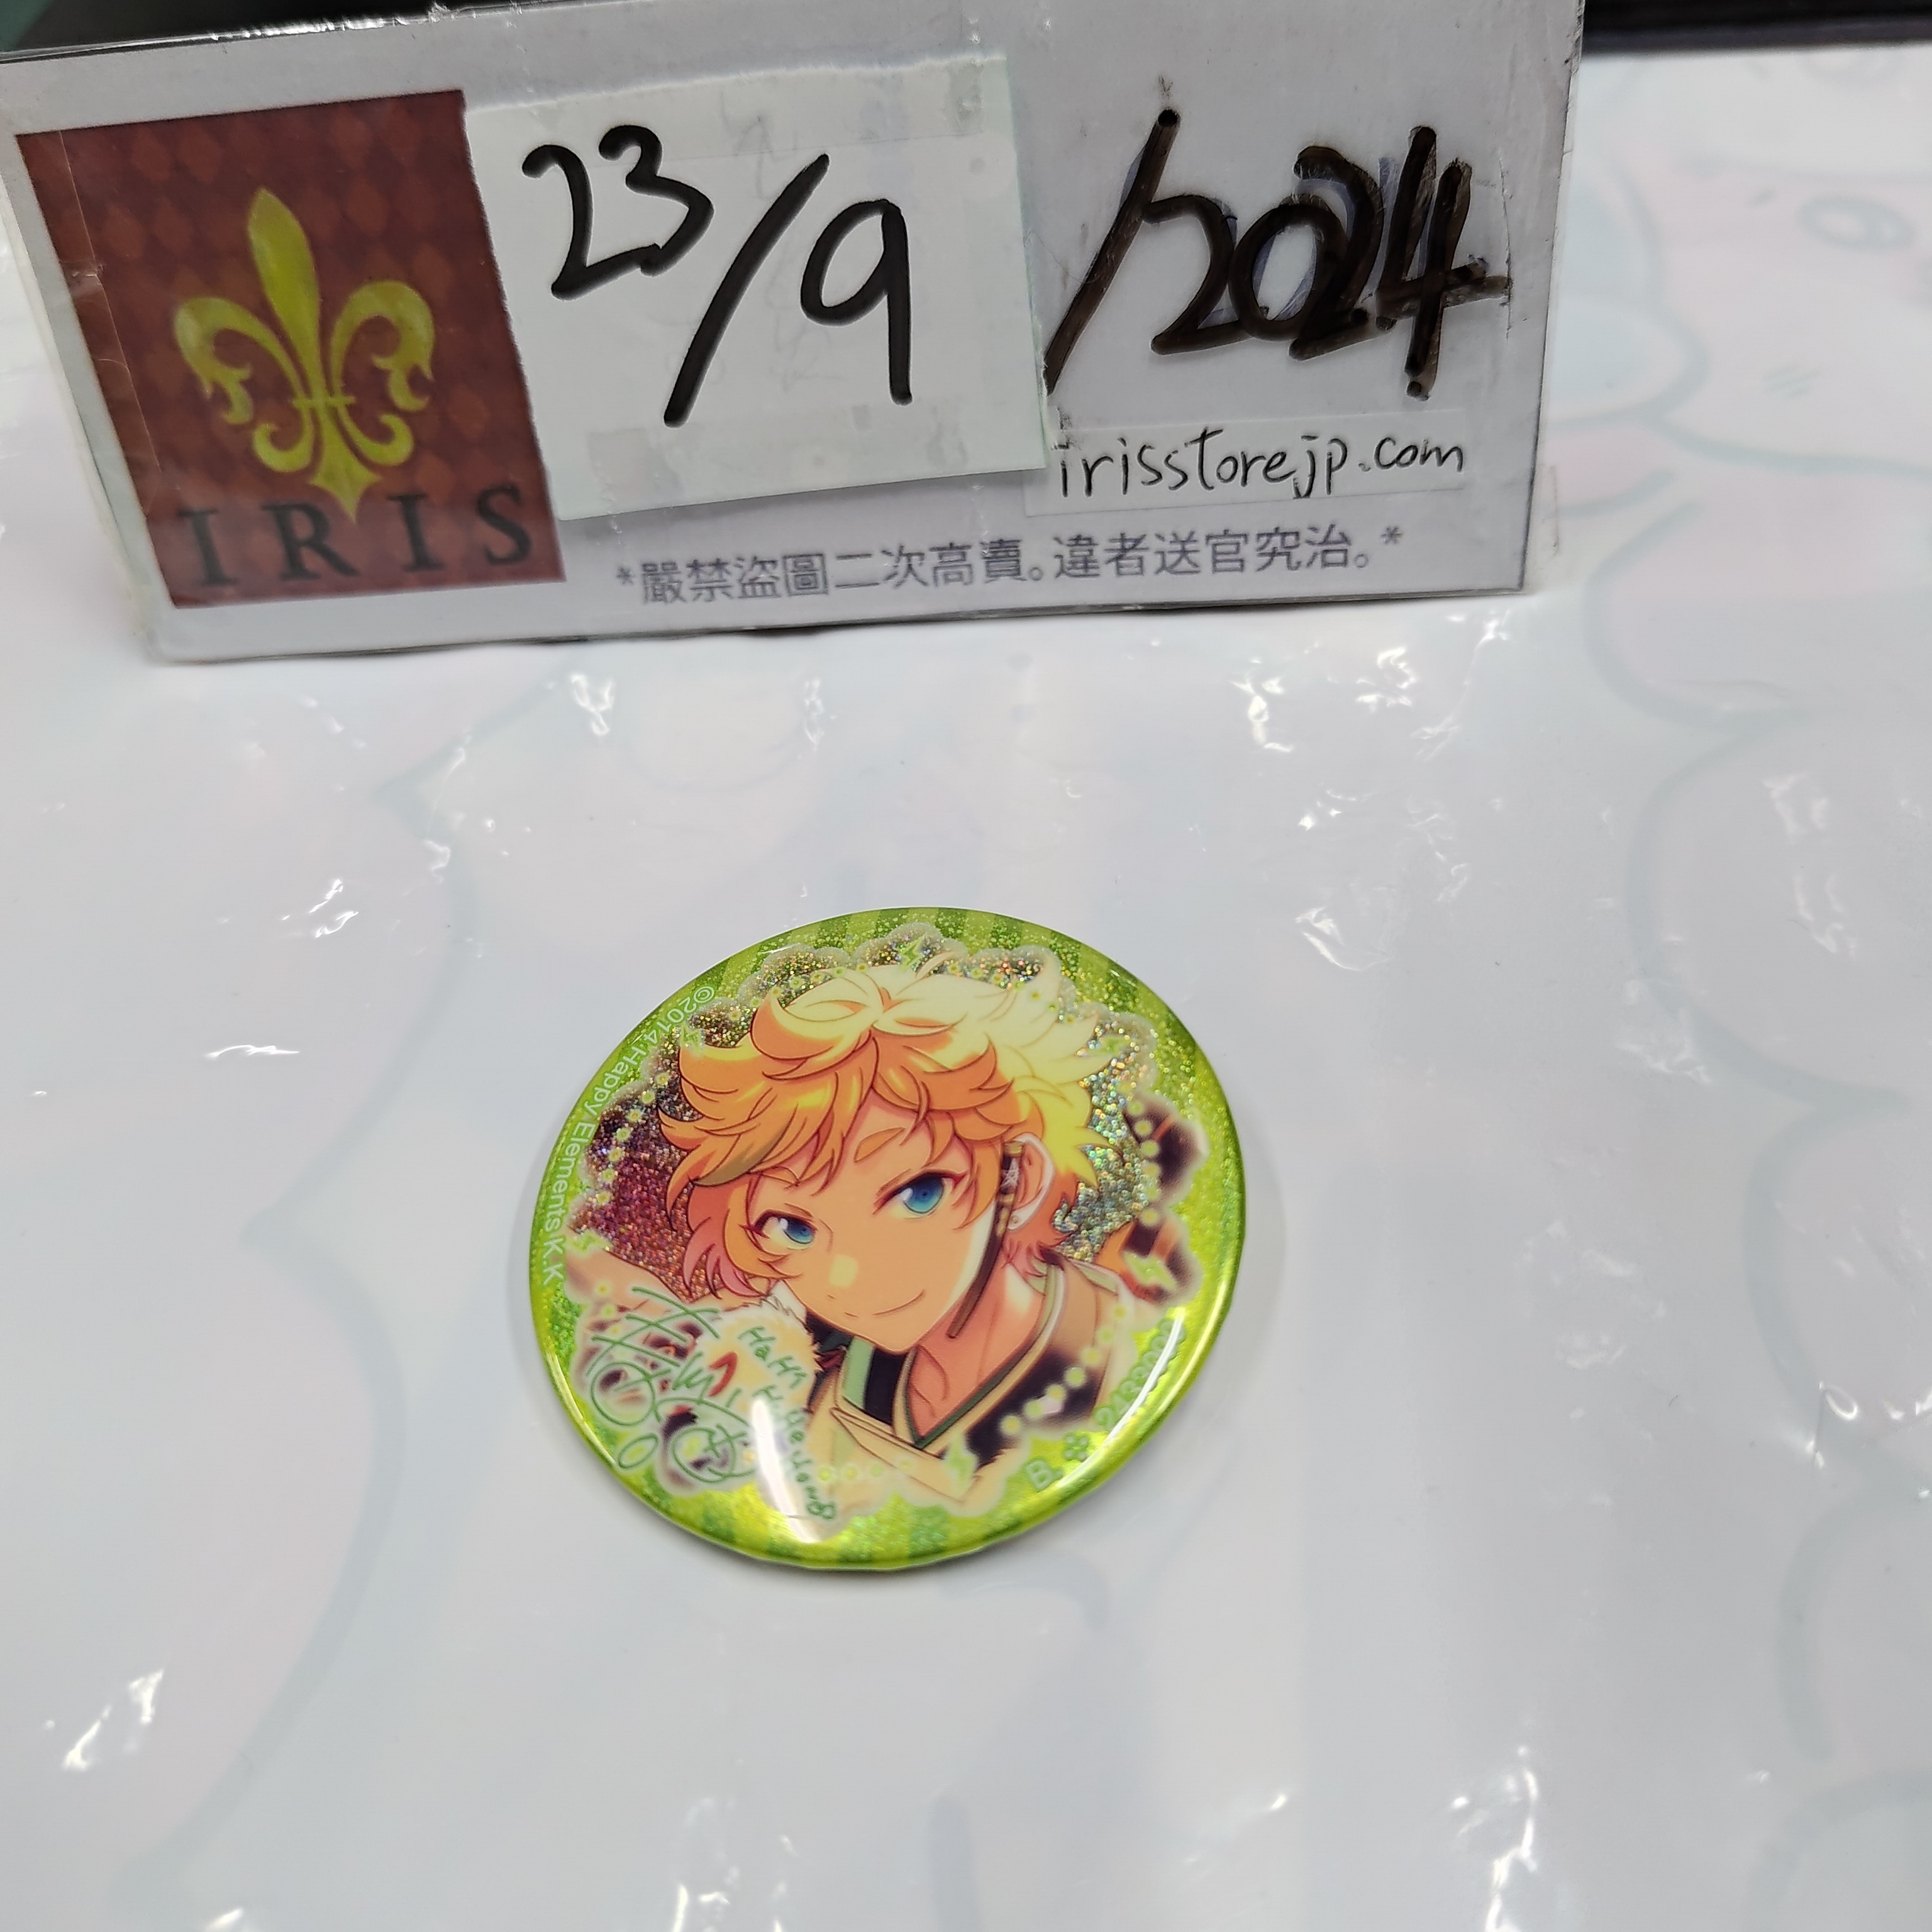 23/9/2024
irisstorejp.com
IRIS
*嚴禁盜圖二次高賣。違者送官究治。*
©2014 Happy Elements K.K
B.